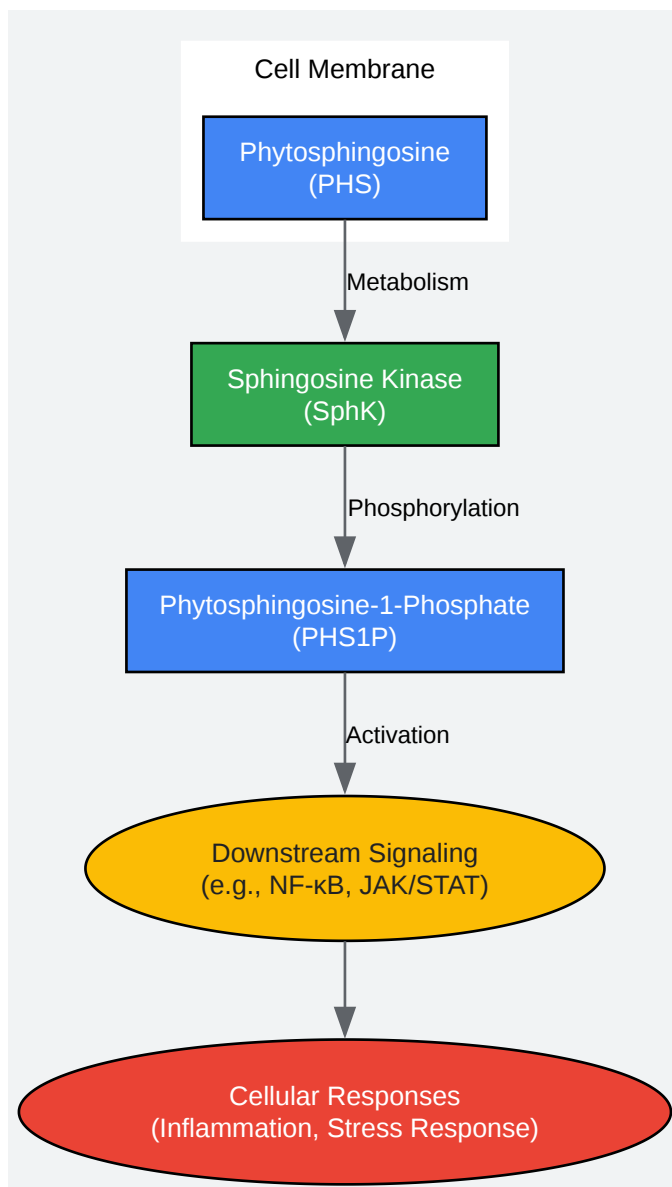 Cell Membrane
Phytosphingosine
(PHS)
Metabolism
Sphingosine Kinase
(SphK)
Phosphorylation
Phytosphingosine-1-Phosphate
(PHS1P)
Activation
Downstream Signaling
(e.g., NF-κB, JAK/STAT)
Cellular Responses
(Inflammation, Stress Response)